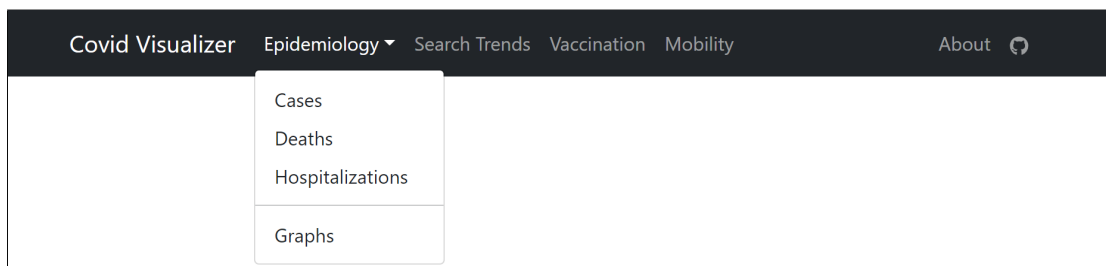 Covid Visualizer Epidemiology Search Trends Vaccination Mobility About
Cases
Deaths
Hospitalizations
Graphs